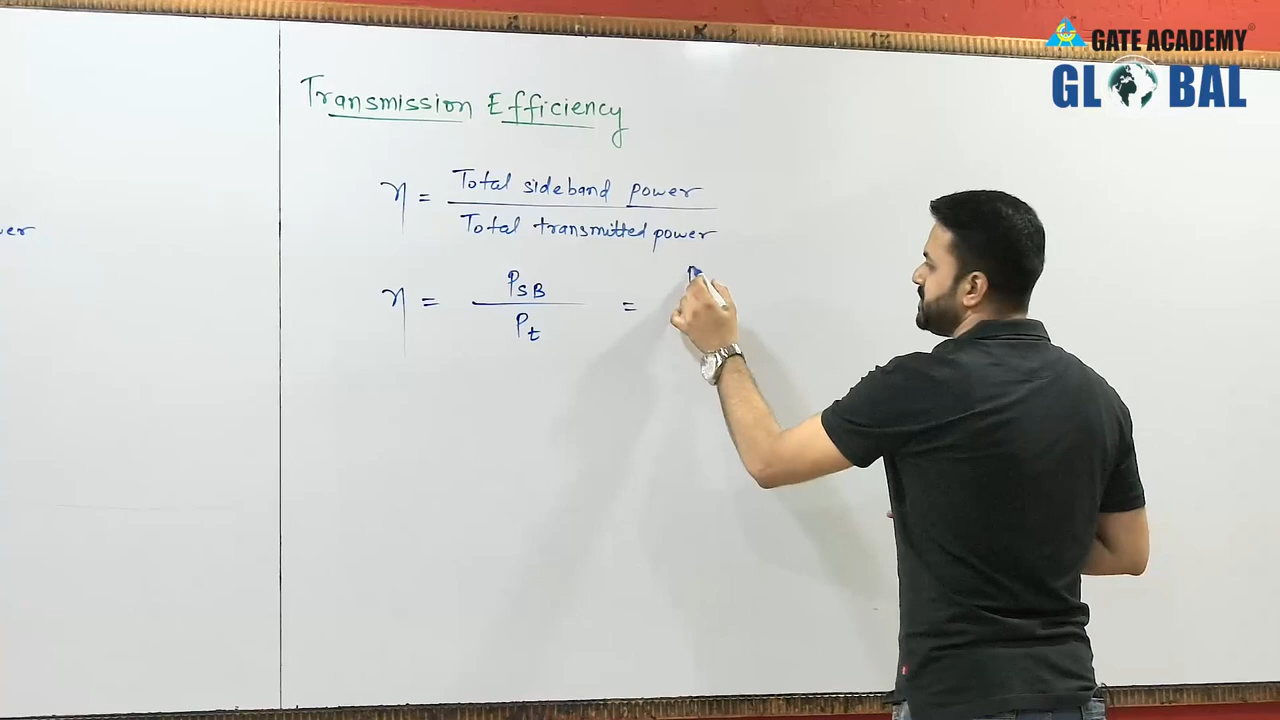 GATE ACADEMY
GLOBAL
Transmission Efficiency
η = Total sideband power
Total transmitted power
η = PSB =
Pt